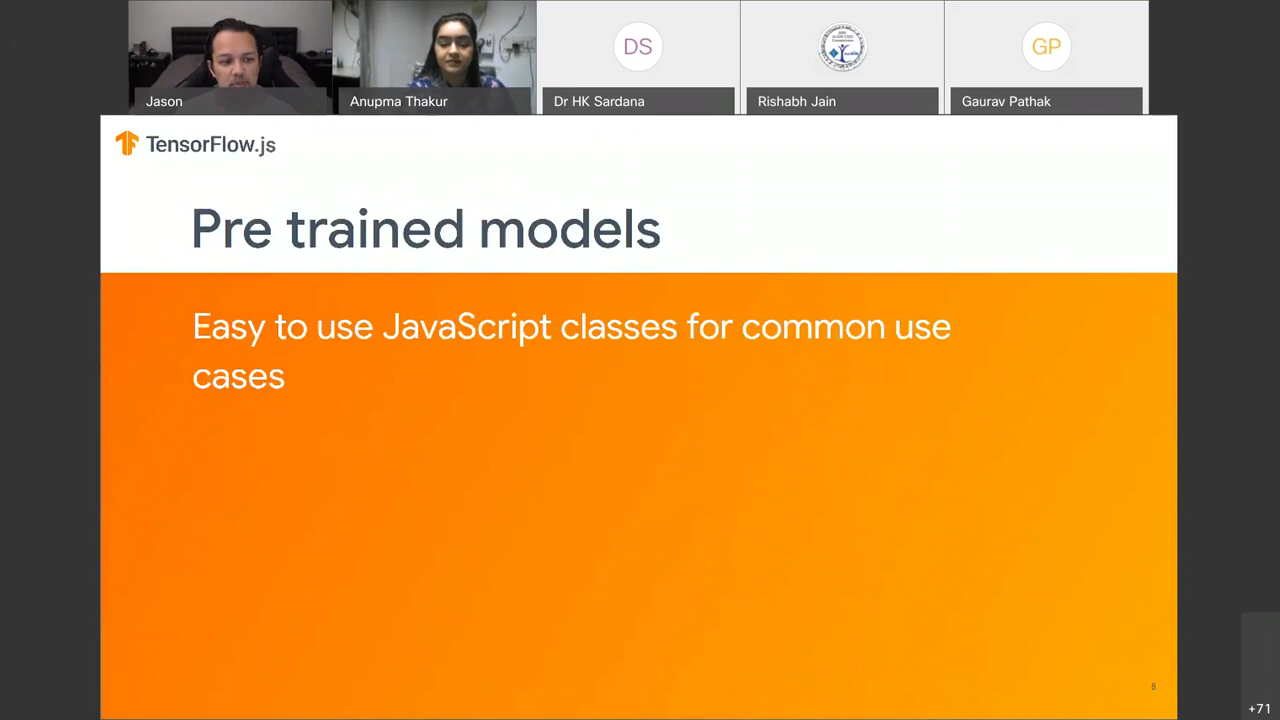 DS
GP
Jason
Anupma Thakur
Dr HK Sardana
Rishabh Jain
Gaurav Pathak
TensorFlow.js
Pre trained models
Easy to use JavaScript classes for common use
cases
8
+71